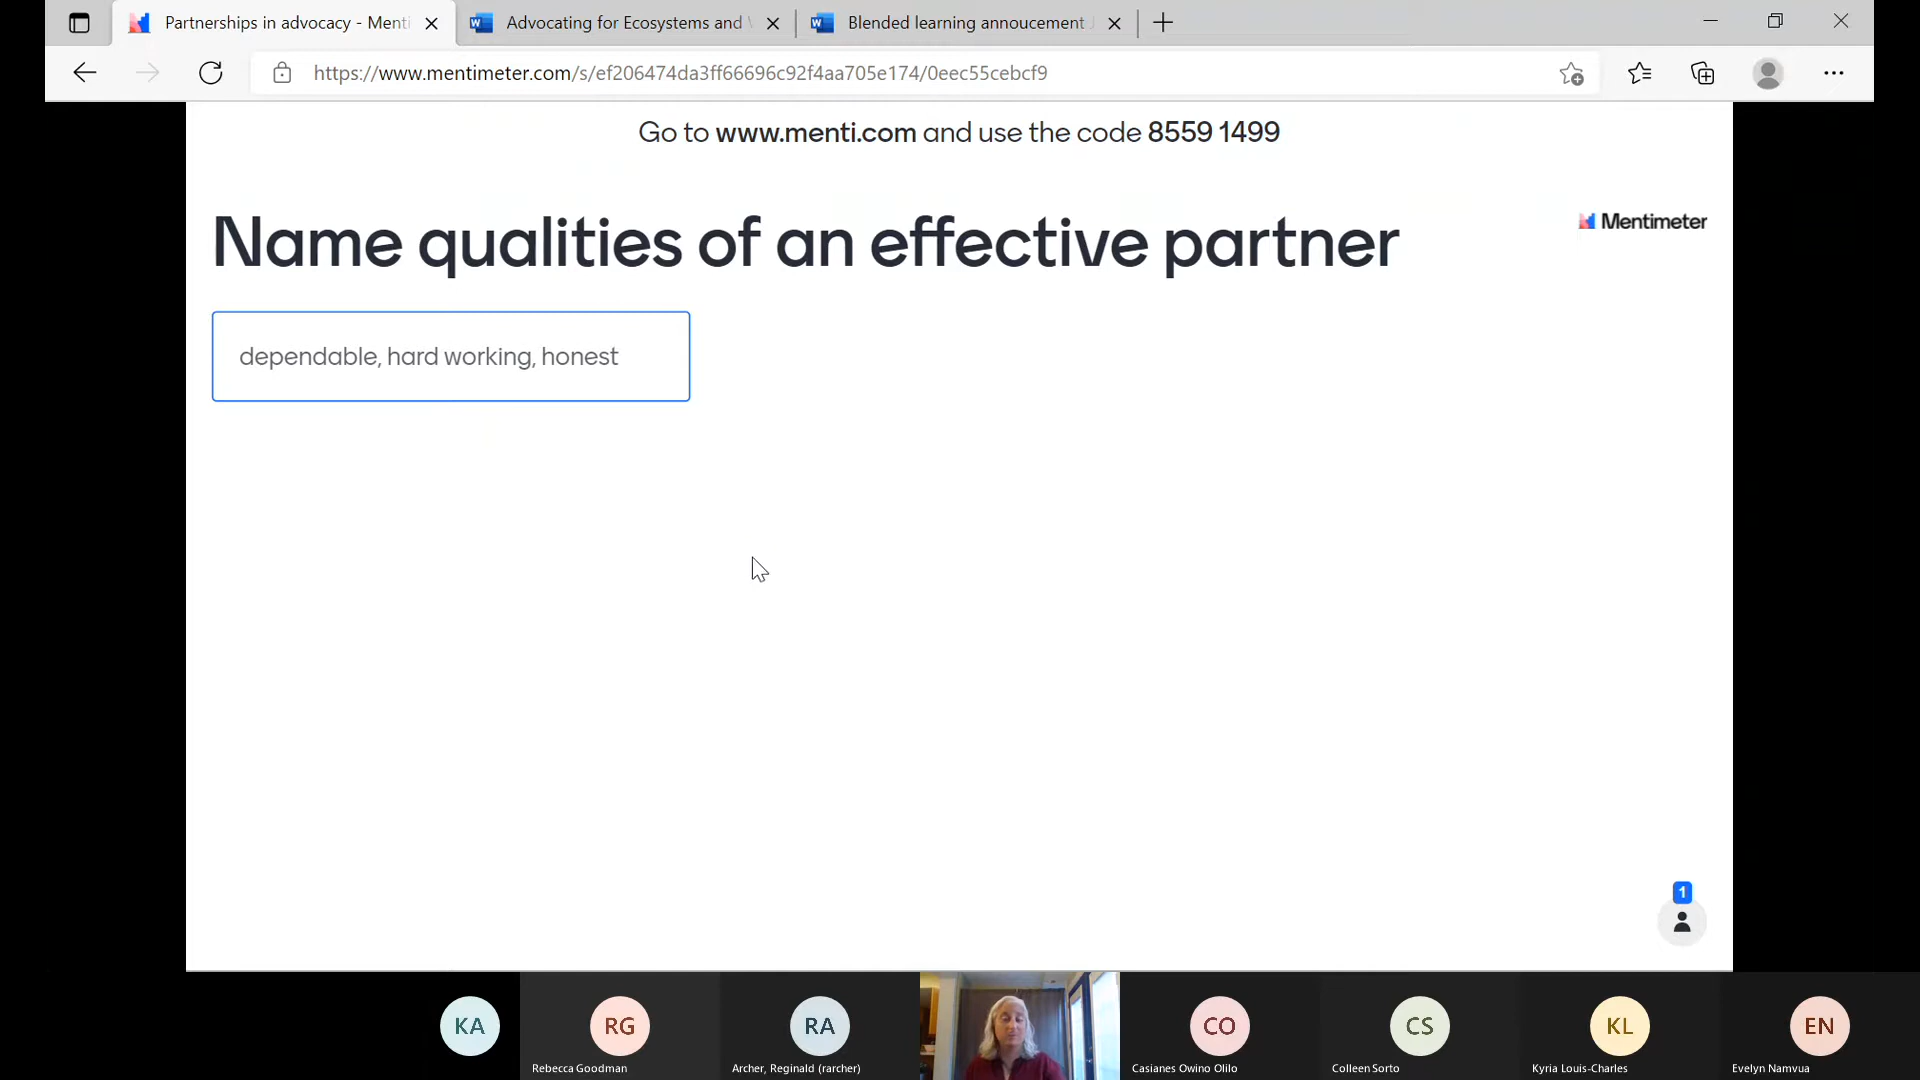 Partnerships in advocacy - Menti
Advocating for Ecosystems and
Blended learning annoucement
https://www.mentimeter.com/s/ef206474da3ff66696c92f4aa705e174/0eec55cebcf9
Go to www.menti.com and use the code 8559 1499
Name qualities of an effective partner
Mentimeter
dependable, hard working, honest
1
KA
RG
RA
CO
CS
KL
EN
Rebecca Goodman
Archer, Reginald (rarcher)
Casianes Owino Olilo
Colleen Sorto
Kyria Louis-Charles
Evelyn Namvua